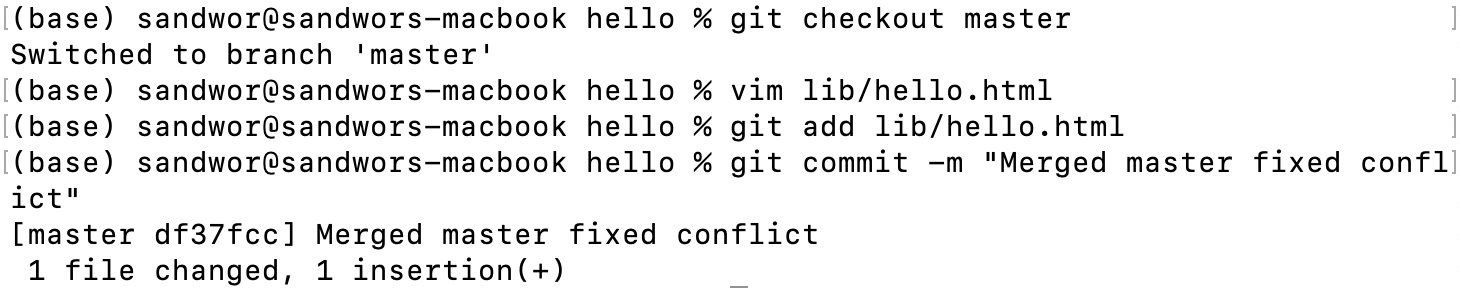 [(base) sandwor@sandwors-macbook hello % git checkout master ]
Switched to branch 'master'
[(base) sandwor@sandwors-macbook hello % vim lib/hello.html ]
[(base) sandwor@sandwors-macbook hello % git add lib/hello.html ]
[(base) sandwor@sandwors-macbook hello % git commit -m "Merged master fixed confl]
ict"
[master df37fcc] Merged master fixed conflict
 1 file changed, 1 insertion(+)